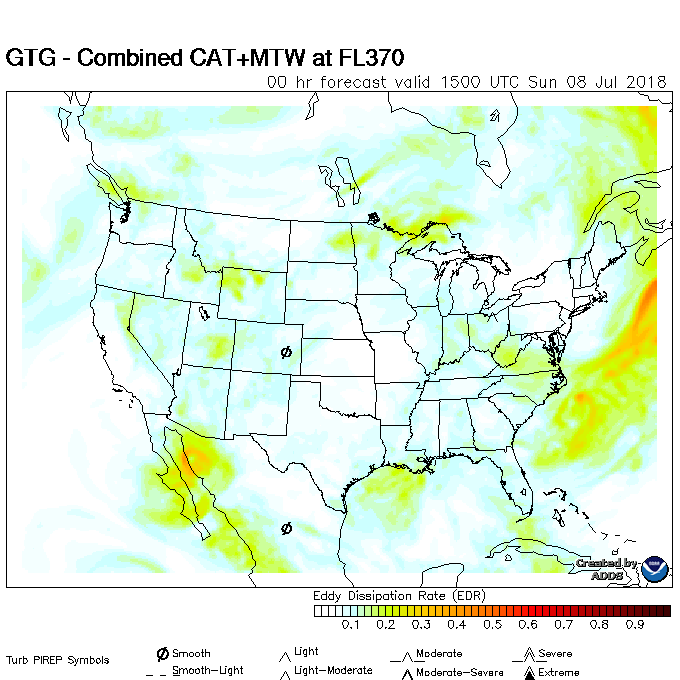 GTG - Combined CAT+MTW at FL370
00 hr forecast valid 1500 UTC Sun 08 Jul 2018
Created by
ADDS
Eddy Dissipation Rate (EDR)
0.1 0.2 0.3 0.4 0.5 0.6 0.7 0.8 0.9
Turb PIREP Symbols
Smooth Light Moderate Severe
Smooth-Light Light-Moderate Moderate-Severe Extreme